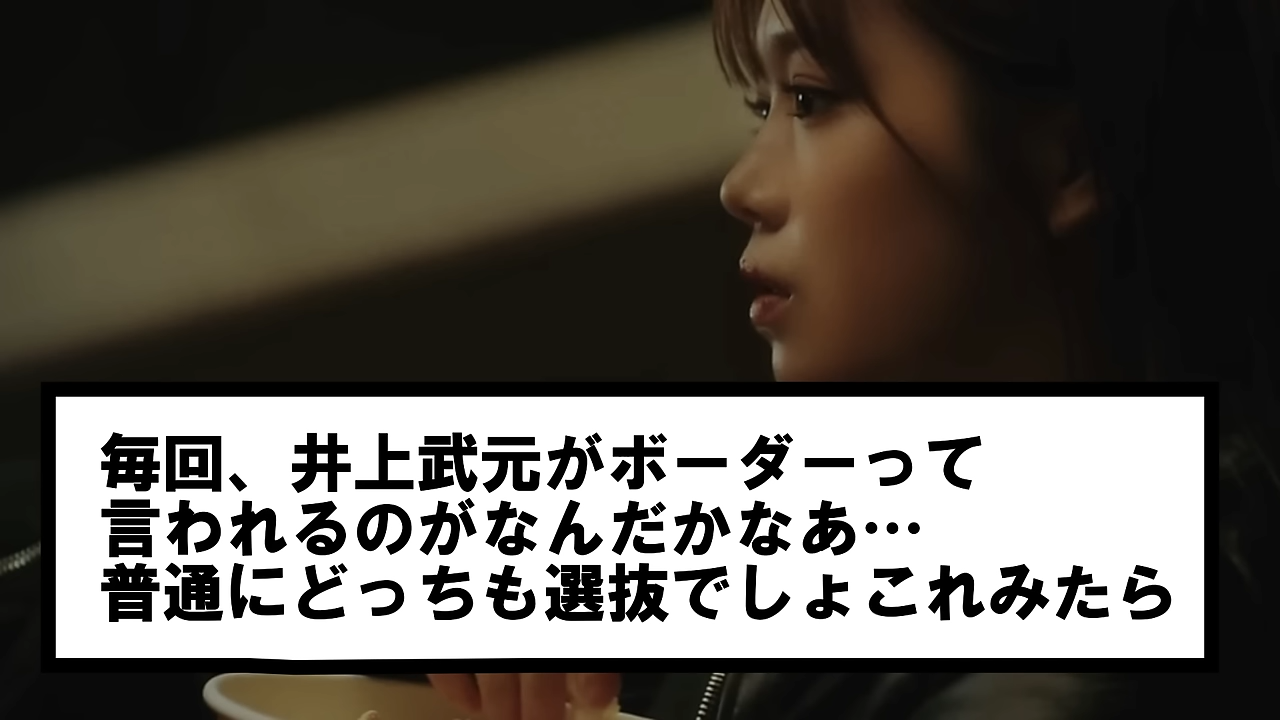 毎回、井上武元がボーダーって
言われるのがなんだかなあ…
普通にどっちも選抜でしょこれみたら